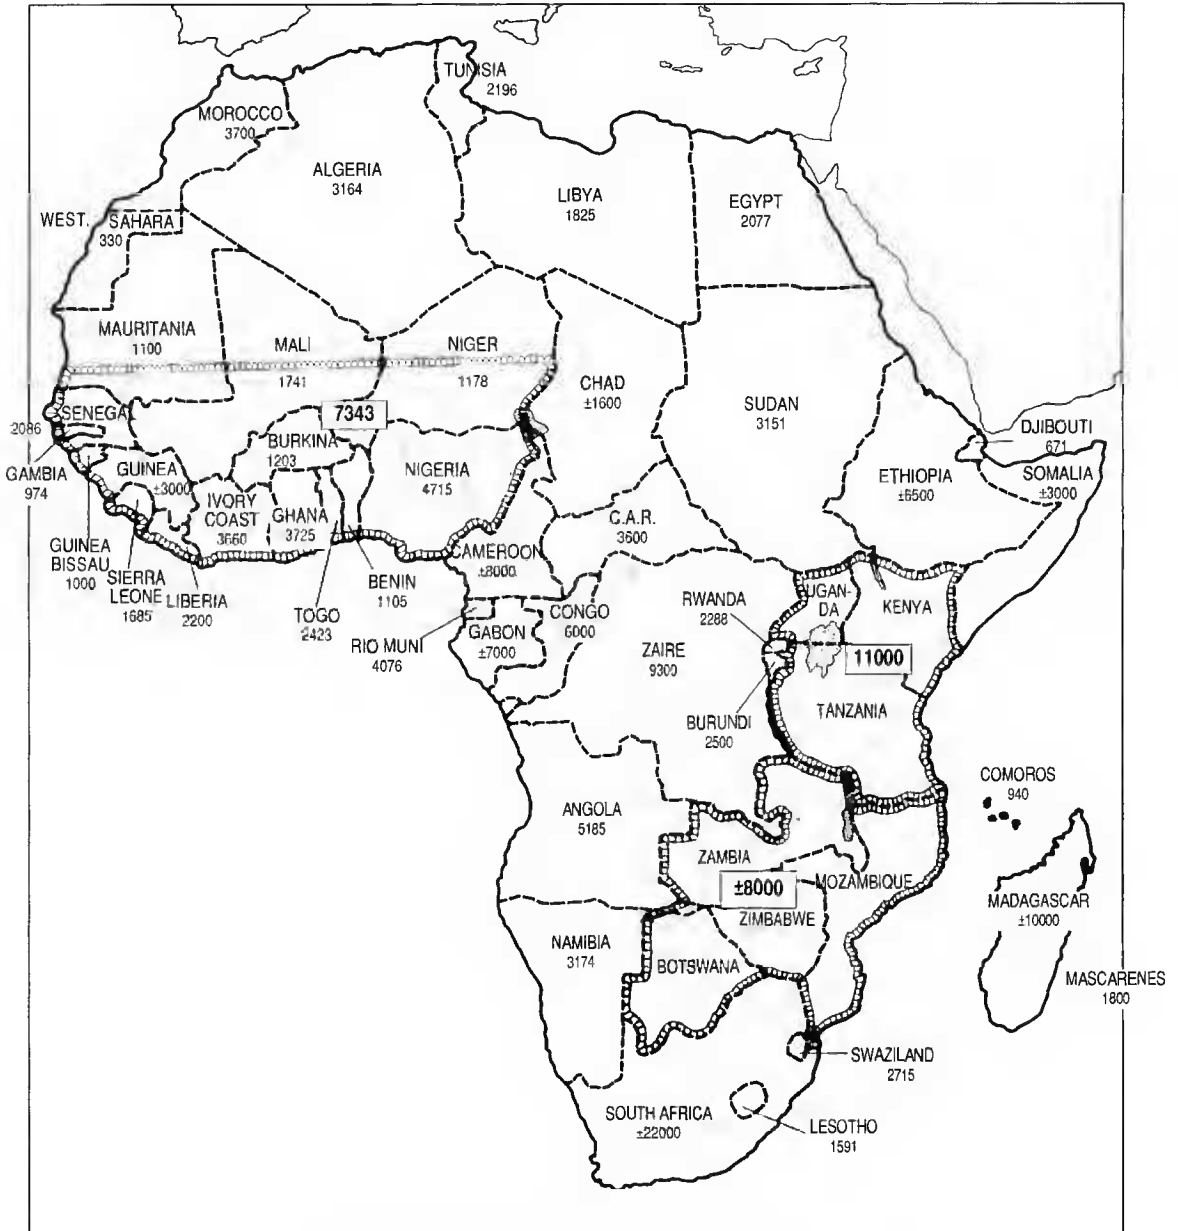 TUNISIA
2196
MOROCCO
3700
ALGERIA
3164
LIBYA
1825
EGYPT
2077
WEST. SAHARA
330
MAURITANIA
1100
MALI
1741
NIGER
1178
CHAD
±1600
SUDAN
3151
7343
SENEGAL
2086
GAMBIA
974
GUINEA
±3000
BURKINA
1203
NIGERIA
4715
ETHIOPIA
±6500
DJIBOUTI
671
SOMALIA
±3000
IVORY
COAST
3660
GHANA
3725
C.A.R.
3600
CAMEROON
±8000
GUINEA
BISSAU
1000
SIERRA
LEONE
1685
LIBERIA
2200
TOGO
2423
BENIN
1105
RIO MUNI
4076
GABON
±7000
CONGO
6000
ZAIRE
9300
RWANDA
2288
UGAN-
DA
KENYA
11000
BURUNDI
2500
TANZANIA
COMOROS
940
ANGOLA
5185
ZAMBIA
±8000
MOZAMBIQUE
ZIMBABWE
MADAGASCAR
±10000
NAMIBIA
3174
BOTSWANA
MASCARENES
1800
SWAZILAND
2715
SOUTH AFRICA
±22000
LESOTHO
1591